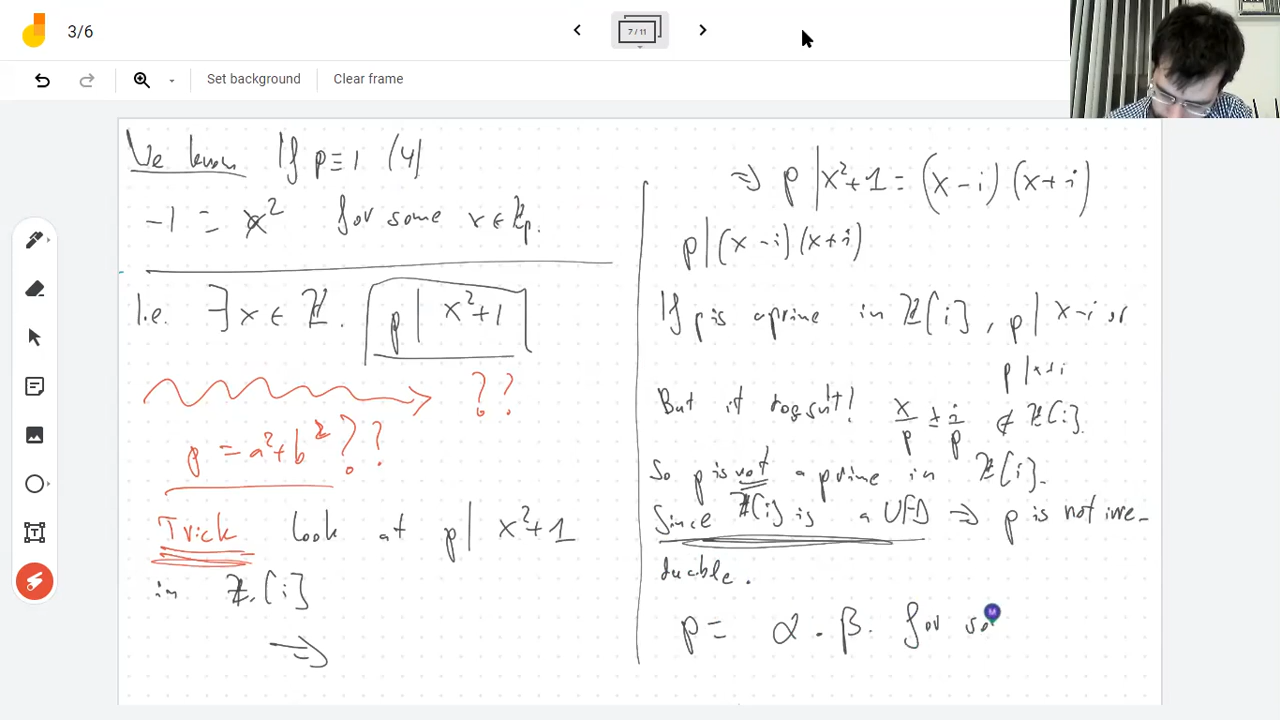 3/6
7 / 11
Set background
Clear frame
We know If p ≡ 1 (4)
-1 = x² for some x ∈ ℤp.
I.e. ∃ x ∈ ℤ. p | x²+1
??
p = a²+b² ??
Trick look at p | x²+1
in ℤ[i]
⇒
⇒ p | x²+1 = (x-i)(x+i)
p | (x-i)(x+i)
If p is a prime in ℤ[i], p | x-i or
p | x+i
But it doesn't! x/p ± i/p ∉ ℤ[i].
So p is not a prime in ℤ[i].
Since ℤ[i] is a UFD ⇒ p is not irre-
ducible.
p = α · β. for so
M